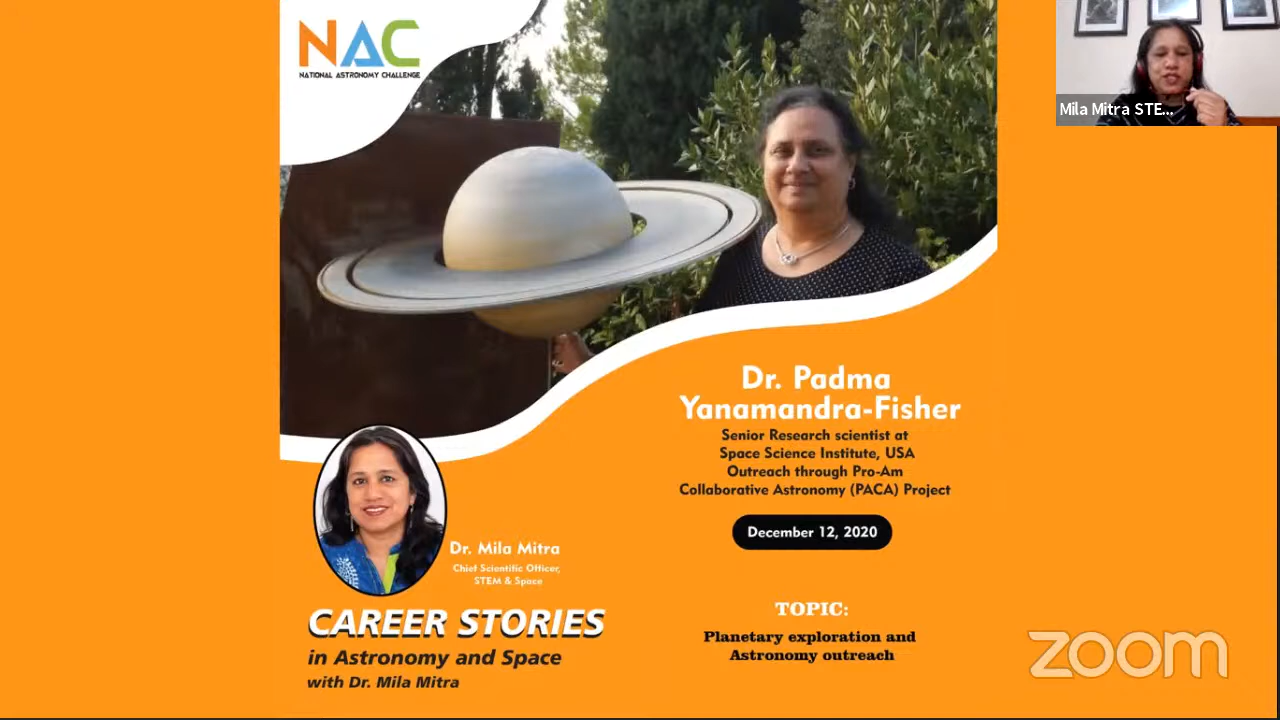 NAC
NATIONAL ASTRONOMY CHALLENGE
Mila Mitra STE...
Dr. Padma
Yanamandra-Fisher
Senior Research scientist at
Space Science Institute, USA
Outreach through Pro-Am
Collaborative Astronomy (PACA) Project
December 12, 2020
Dr. Mila Mitra
Chief Scientific Officer,
STEM & Space
CAREER STORIES
in Astronomy and Space
with Dr. Mila Mitra
TOPIC:
Planetary exploration and
Astronomy outreach
zoom